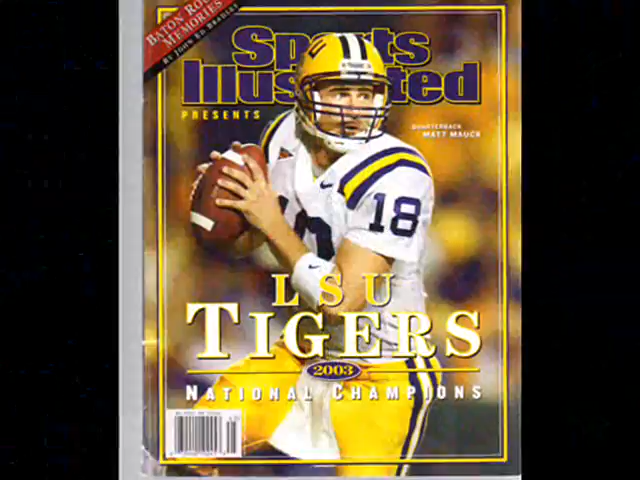 BATON ROUGE
MEMORIES
BY JOHN ED BRADLEY
Sports
Illustrated
PRESENTS
QUARTERBACK
MATT MAUCK
18
LSU
TIGERS
2003
NATIONAL CHAMPIONS